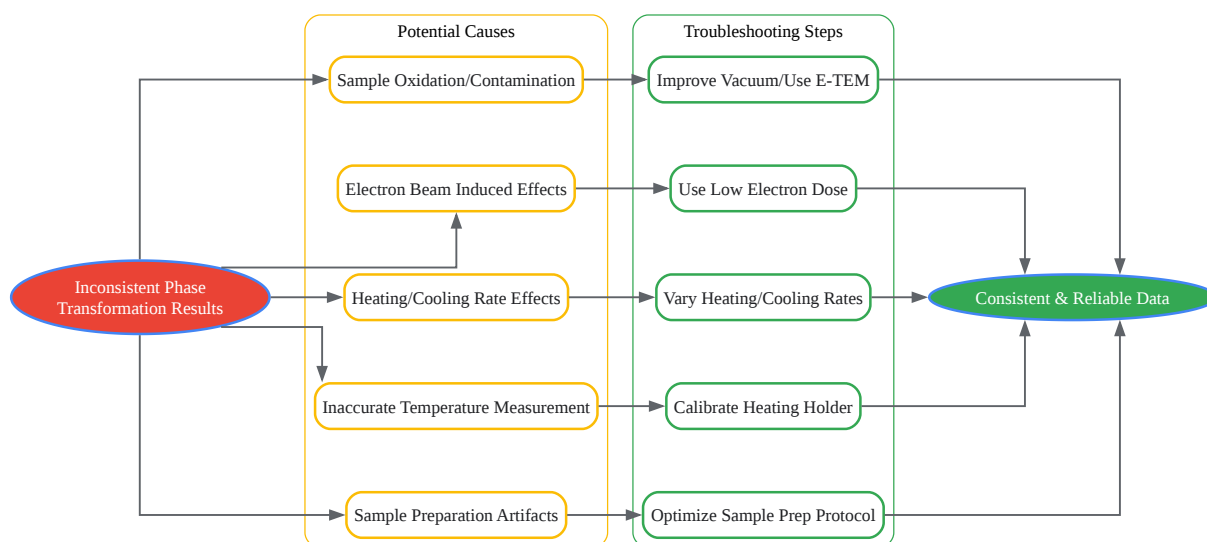 Potential Causes
Troubleshooting Steps
Sample Oxidation/Contamination
Improve Vacuum/Use E-TEM
Electron Beam Induced Effects
Use Low Electron Dose
Inconsistent Phase
Transformation Results
Heating/Cooling Rate Effects
Vary Heating/Cooling Rates
Consistent & Reliable Data
Inaccurate Temperature Measurement
Calibrate Heating Holder
Sample Preparation Artifacts
Optimize Sample Prep Protocol